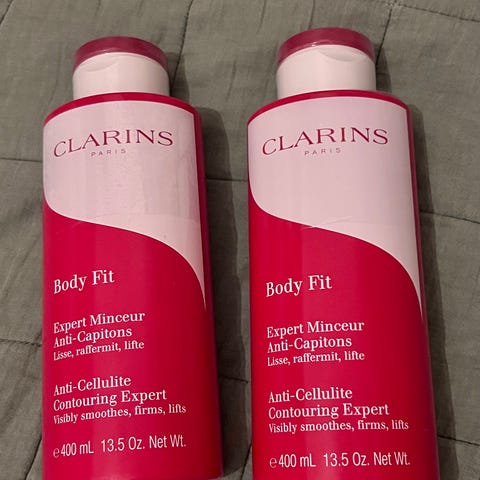 CLARINS
PARIS
Body Fit
Expert Minceur
Anti-Capitons
Lisse, raffermit, lifte
Anti-Cellulite
Contouring Expert
Visibly smoothes, firms, lifts
℮400 mL 13.5 Oz. Net Wt.
CLARINS
PARIS
Body Fit
Expert Minceur
Anti-Capitons
Lisse, raffermit, lifte
Anti-Cellulite
Contouring Expert
Visibly smoothes, firms, lifts
℮400 mL 13.5 Oz. Net Wt.